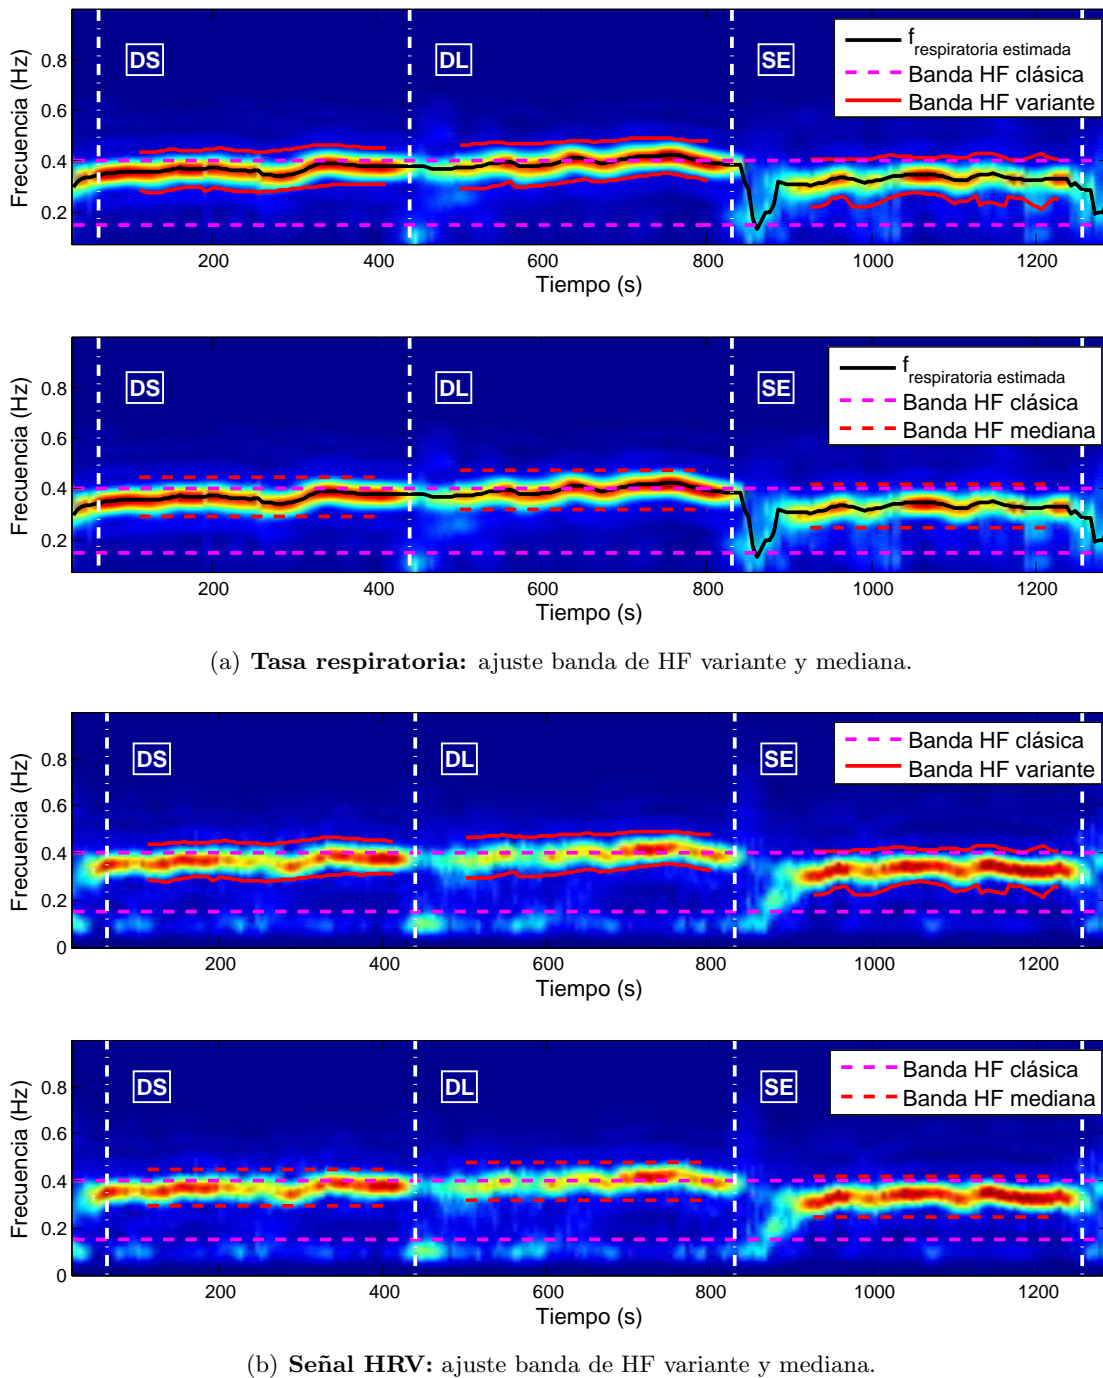 0.8
0.6
0.4
0.2
Frecuencia (Hz)
DS
DL
SE
f respiratoria estimada
Banda HF clásica
Banda HF variante
200 400 600 800 1000 1200
Tiempo (s)
0.8
0.6
0.4
0.2
Frecuencia (Hz)
DS
DL
SE
f respiratoria estimada
Banda HF clásica
Banda HF mediana
200 400 600 800 1000 1200
Tiempo (s)
(a) Tasa respiratoria: ajuste banda de HF variante y mediana.
0.8
0.6
0.4
0.2
0
Frecuencia (Hz)
DS
DL
SE
Banda HF clásica
Banda HF variante
200 400 600 800 1000 1200
Tiempo (s)
0.8
0.6
0.4
0.2
0
Frecuencia (Hz)
DS
DL
SE
Banda HF clásica
Banda HF mediana
200 400 600 800 1000 1200
Tiempo (s)
(b) Señal HRV: ajuste banda de HF variante y mediana.